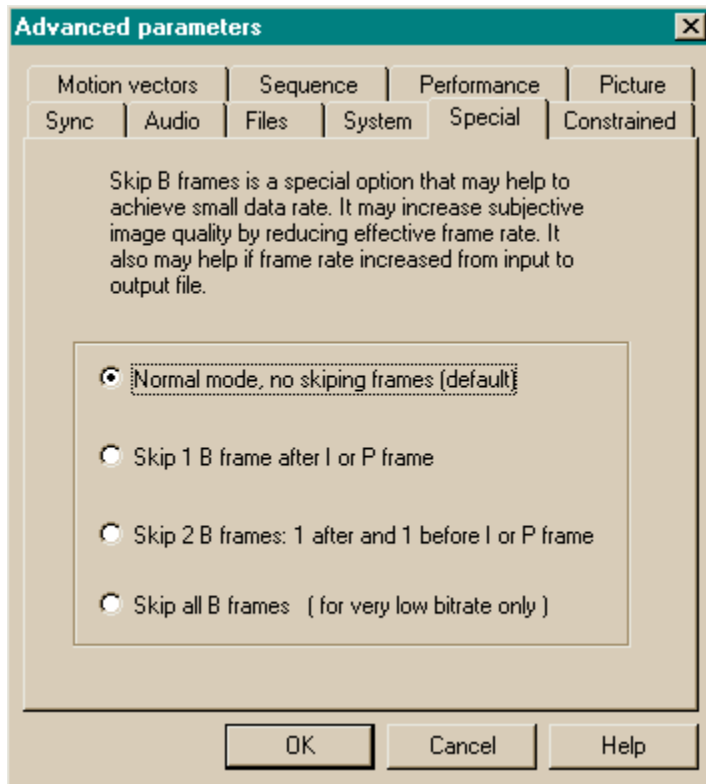 Advanced parameters
Motion vectors Sequence Performance Picture
Sync Audio Files System Special Constrained
Skip B frames is a special option that may help to
achieve small data rate. It may increase subjective
image quality by reducing effective frame rate. It
also may help if frame rate increased from input to
output file.
Normal mode, no skiping frames (default)
Skip 1 B frame after I or P frame
Skip 2 B frames: 1 after and 1 before I or P frame
Skip all B frames ( for very low bitrate only )
OK Cancel Help